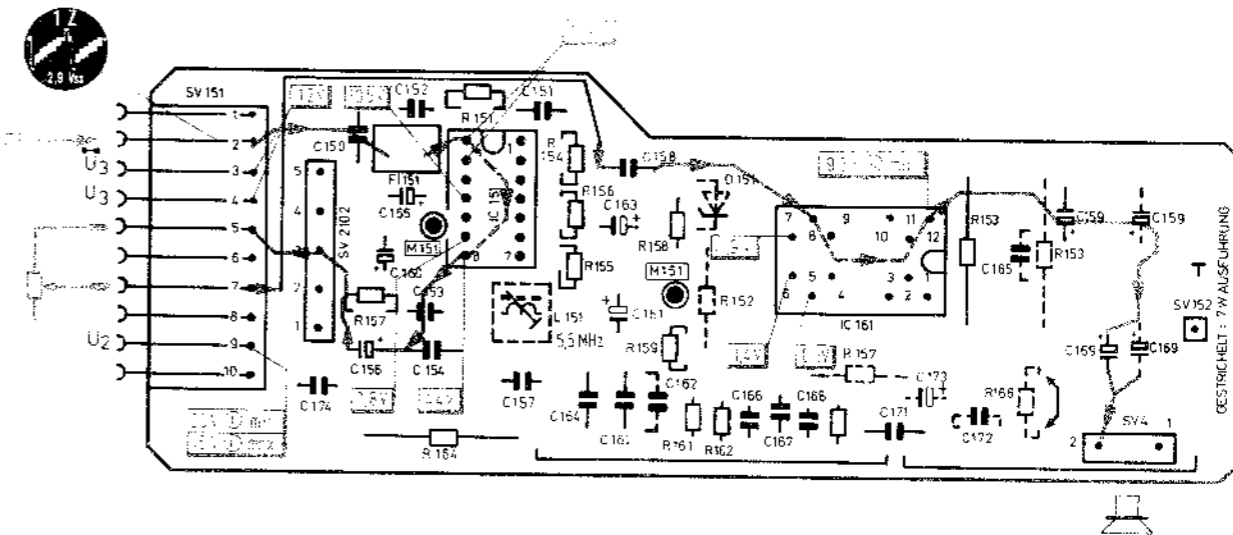 1 Z
2,9 Vss
SV 151
1
2
3
4
5
6
7
8
9
10
U3
U3
U2
C152
R 151
C151
C150
FI 151
C155
M151
C160
C153
R157
C156
C154
C174
R 164
5
4
3
2
1
SV 2102
IC 151
1
7
8
R 154
R156
R155
C163
C158
R158
D151
M151
R152
L151
5,5 MHz
C161
R159
C157
C164
C162
R161
R162
C166
C167
C168
C171
7
9
11
8
10
12
5
3
6
4
2
IC 161
R157
C173
R153
C165
R153
C159
C159
C169
C169
R166
C172
SV4
2
1
SV152
GESTRICHELT : 7W AUSFÜHRUNG